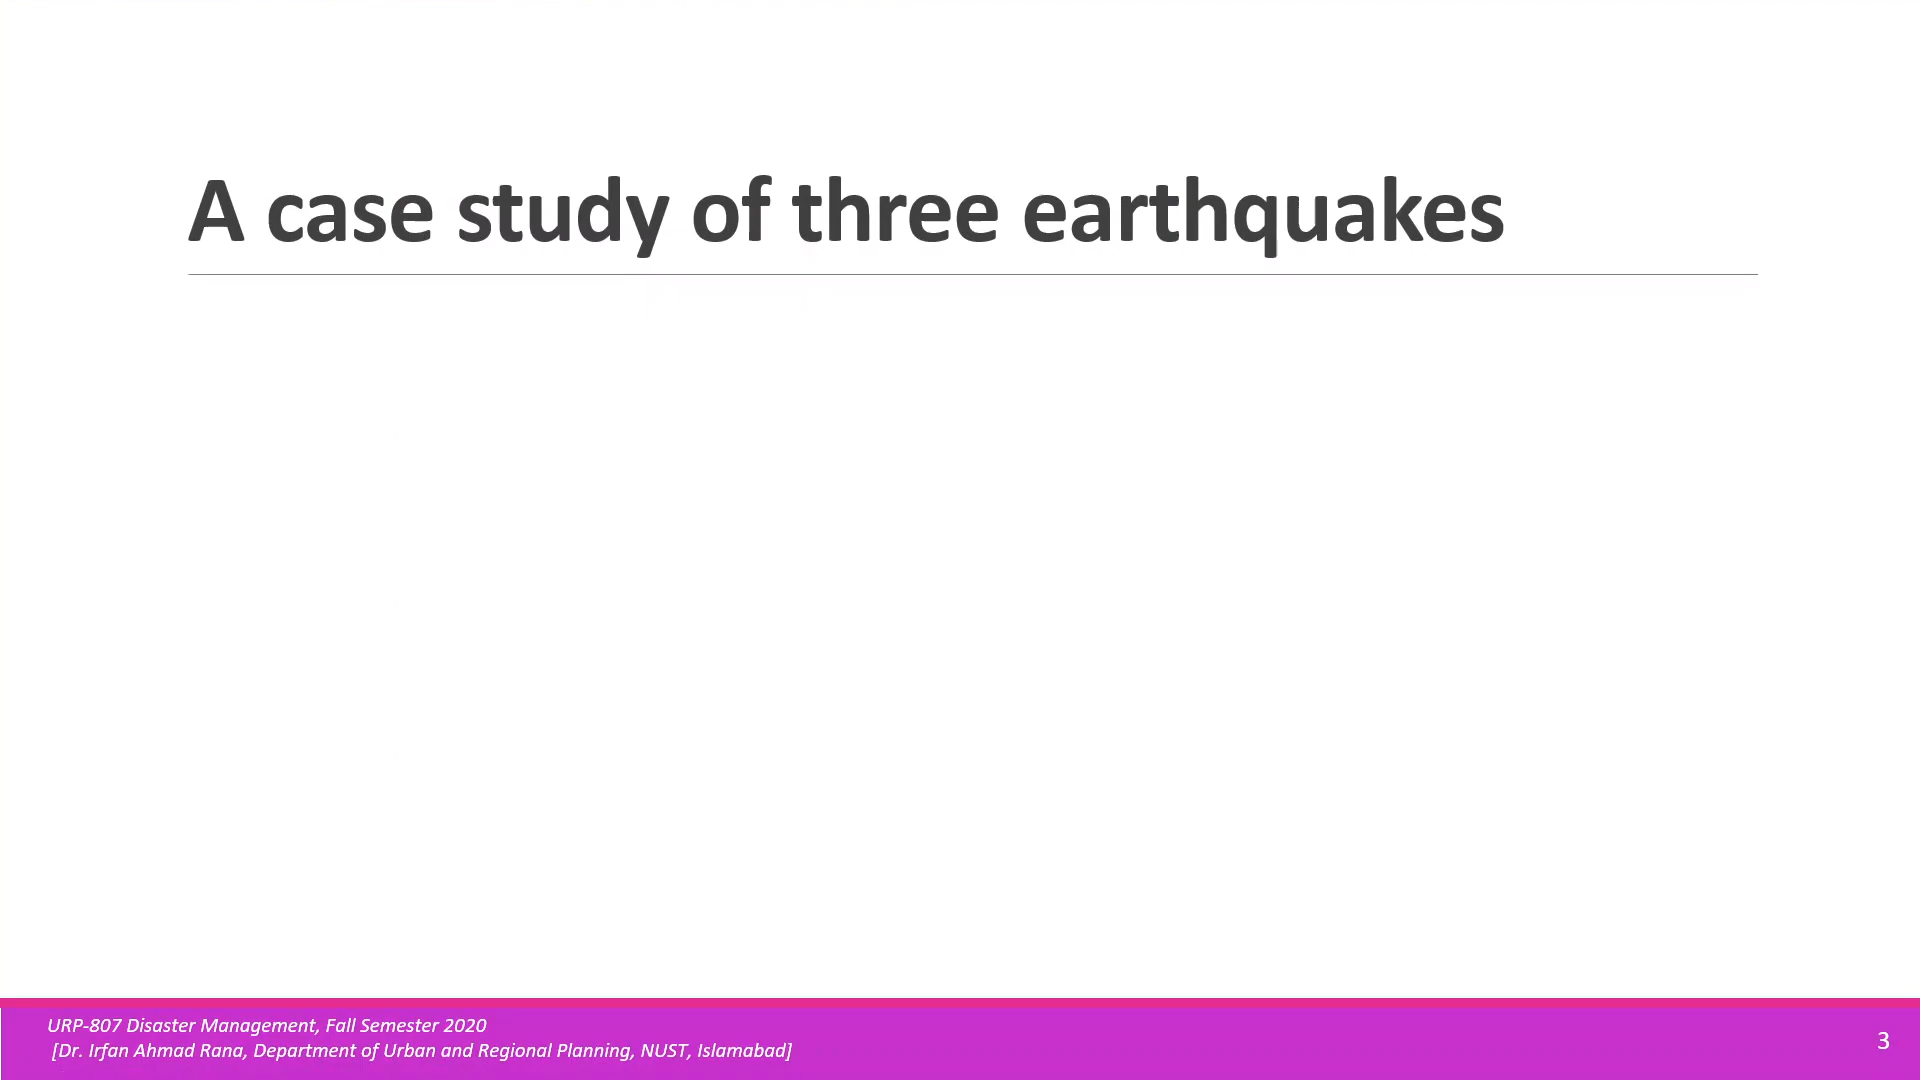 A case study of three earthquakes
URP-807 Disaster Management, Fall Semester 2020
[Dr. Irfan Ahmad Rana, Department of Urban and Regional Planning, NUST, Islamabad]
3